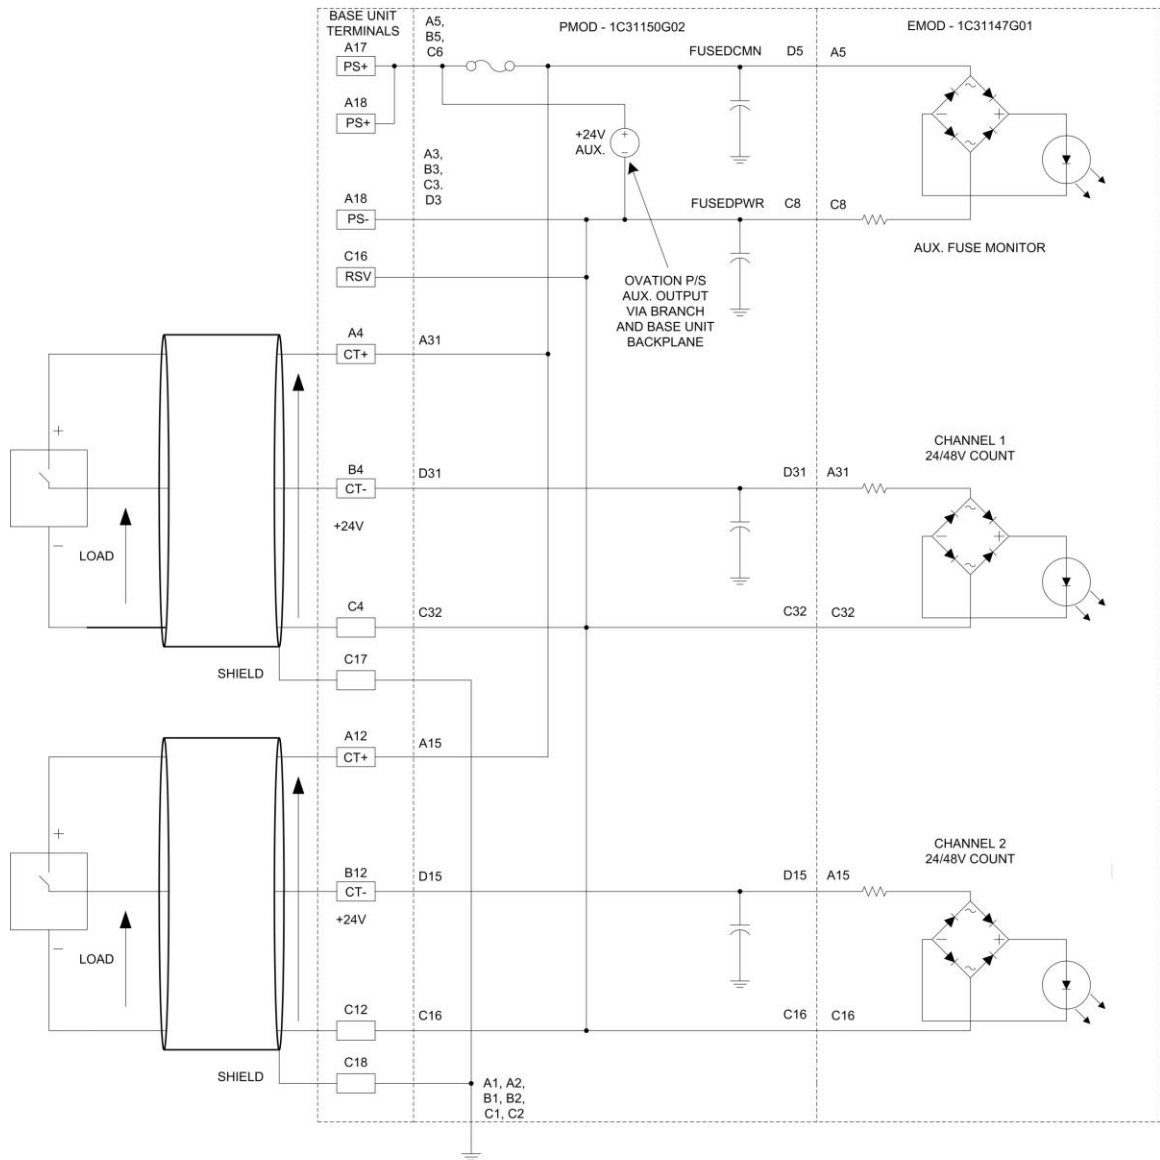 BASE UNIT
TERMINALS
A5,
B5,
C6
PMOD - 1C31150G02
EMOD - 1C31147G01
A17
PS+
FUSEDCMN
D5
A5
A18
PS+
+24V
AUX.
+
−
~
−
+
~
A3,
B3,
C3.
D3
A18
PS-
FUSEDPWR
C8
C8
AUX. FUSE MONITOR
C16
RSV
OVATION P/S
AUX. OUTPUT
VIA BRANCH
AND BASE UNIT
BACKPLANE
A4
CT+
A31
+
CHANNEL 1
24/48V COUNT
B4
CT-
D31
D31
A31
+24V
~
−
+
~
−
LOAD
C4
C32
C32
C32
C17
SHIELD
A12
CT+
A15
+
CHANNEL 2
24/48V COUNT
B12
CT-
D15
D15
A15
+24V
~
−
+
~
−
LOAD
C12
C16
C16
C16
C18
SHIELD
A1, A2,
B1, B2,
C1, C2